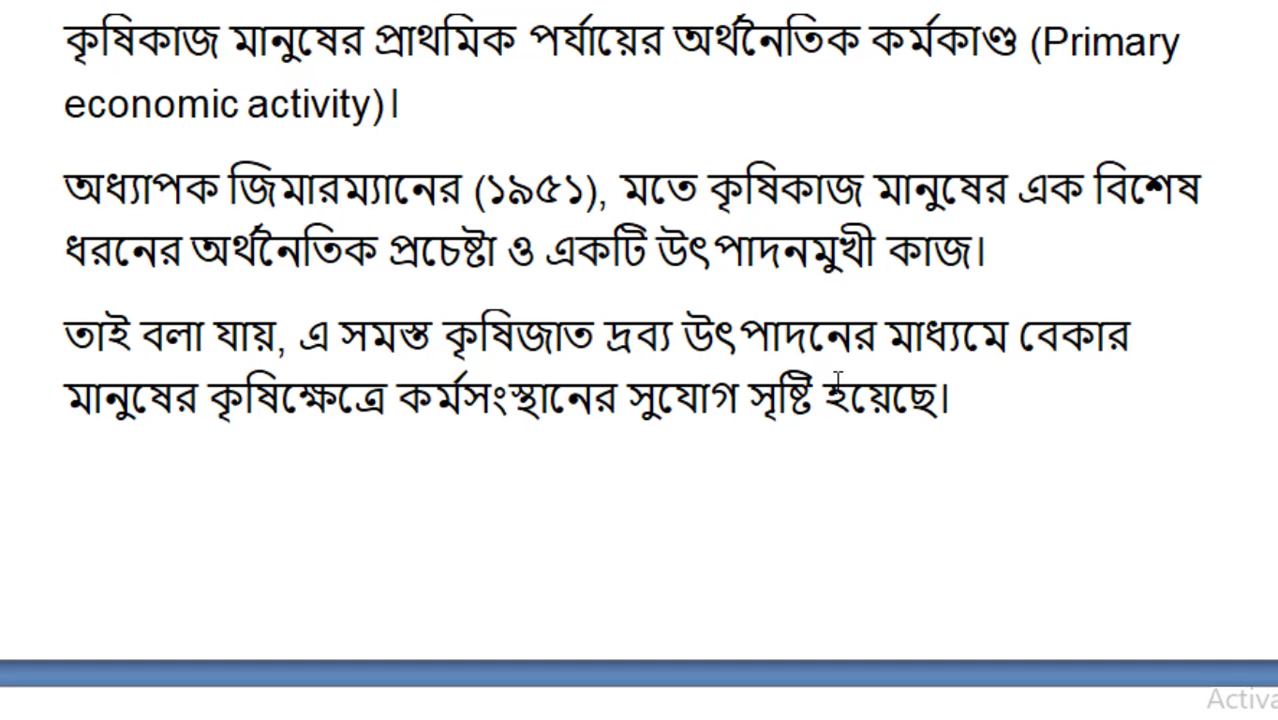 কৃষিকাজ মানুষের প্রাথমিক পর্যায়ের অর্থনৈতিক কর্মকাণ্ড (Primary
economic activity)।
অধ্যাপক জিমারম্যানের (১৯৫১), মতে কৃষিকাজ মানুষের এক বিশেষ
ধরনের অর্থনৈতিক প্রচেষ্টা ও একটি উৎপাদনমুখী কাজ।
তাই বলা যায়, এ সমস্ত কৃষিজাত দ্রব্য উৎপাদনের মাধ্যমে বেকার
মানুষের কৃষিক্ষেত্রে কর্মসংস্থানের সুযোগ সৃষ্টি হয়েছে।